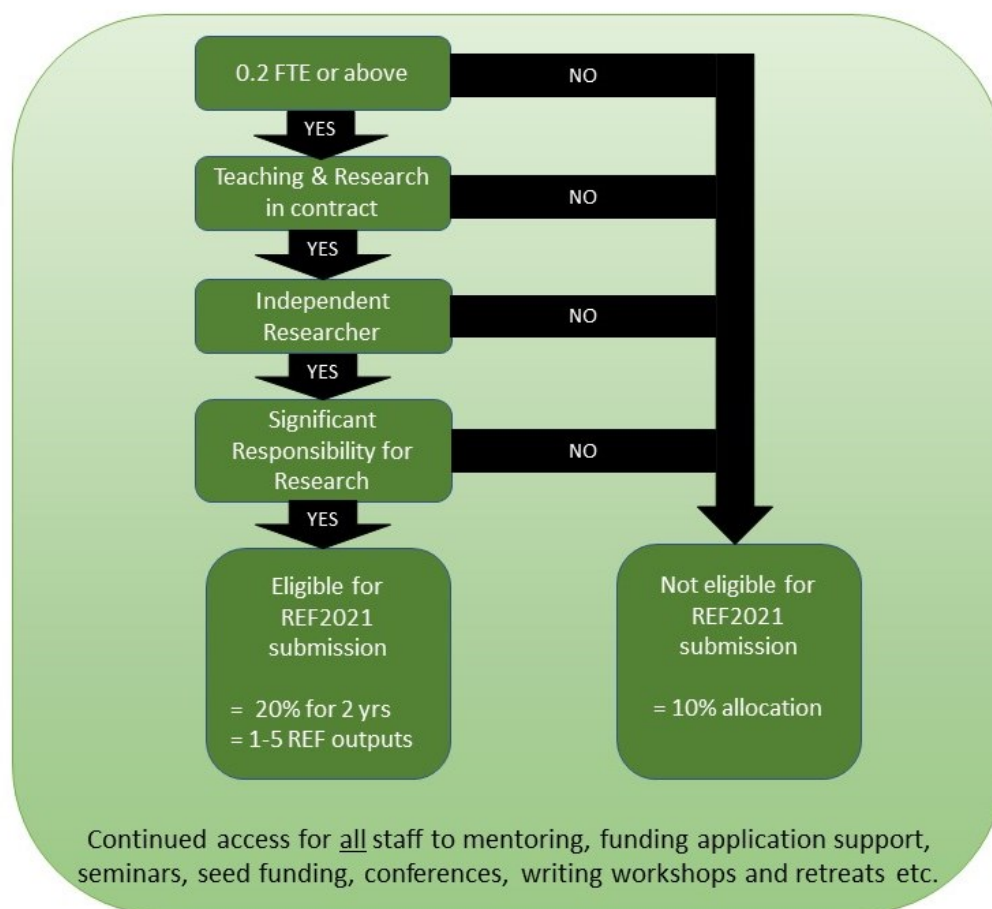 0.2 FTE or above
NO
YES
Teaching & Research
in contract
NO
YES
Independent
Researcher
NO
YES
Significant
Responsibility for
Research
NO
YES
Eligible for
REF2021
submission
= 20% for 2 yrs
= 1-5 REF outputs
Not eligible for
REF2021
submission
= 10% allocation
Continued access for all staff to mentoring, funding application support,
seminars, seed funding, conferences, writing workshops and retreats etc.